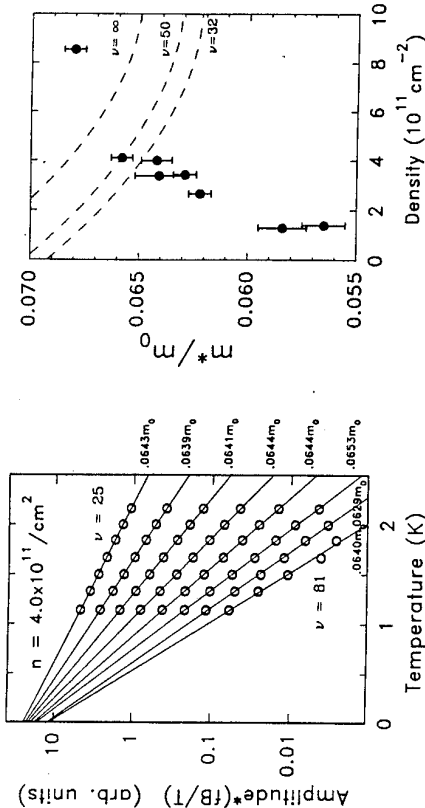 Amplitude*(fB/T) (arb. units)
10
1
0.1
0.01
n = 4.0x10¹¹/cm²
ν = 25
ν = 81
.0643m₀
.0639m₀
.0641m₀
.0644m₀
.0644m₀
.0653m₀
.0629m₀
.0640m₀
0
1
2
Temperature (K)
m*/m₀
0.070
0.065
0.060
0.055
ν=∞
ν=50
ν=32
0
2
4
6
8
10
Density (10¹¹ cm⁻²)